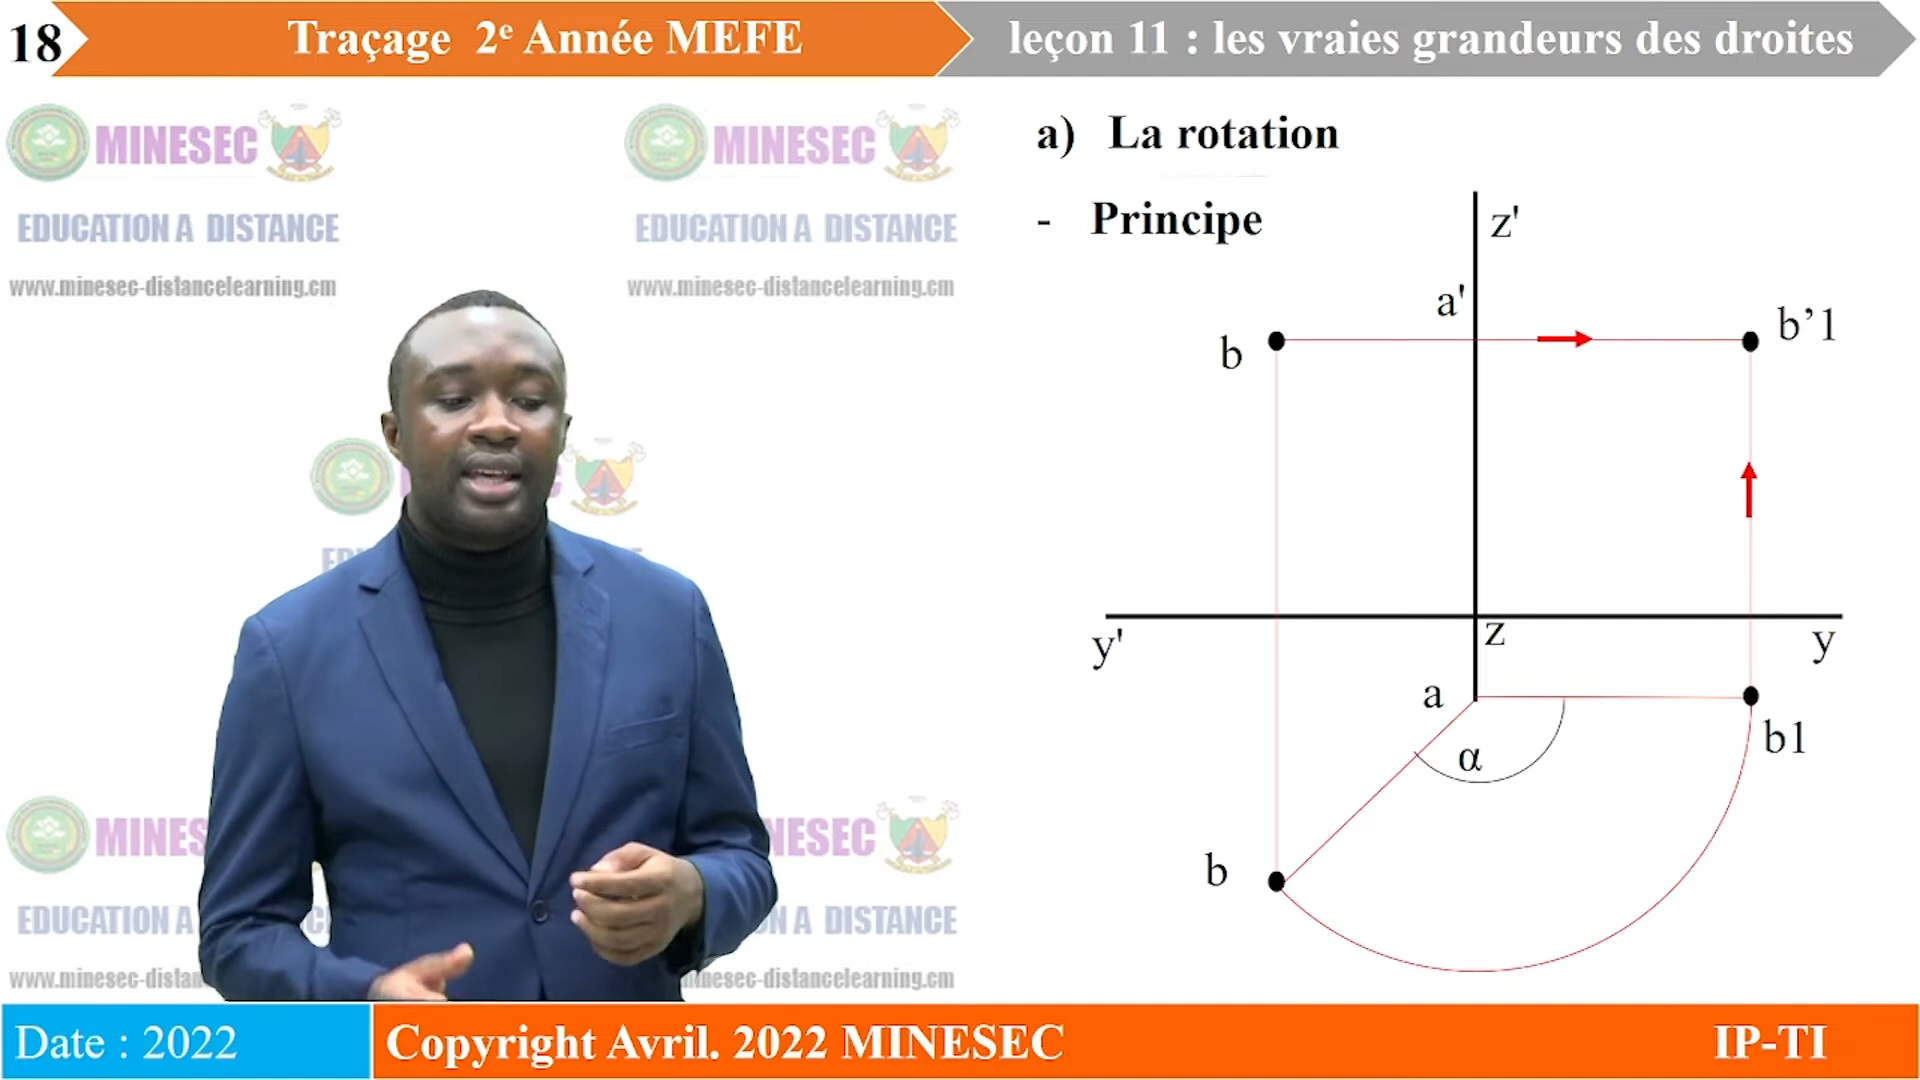 18
Traçage 2e Année MEFE
leçon 11 : les vraies grandeurs des droites
MINESEC
EDUCATION A DISTANCE
www.minesec-distancelearning.cm
MINESEC
EDUCATION A DISTANCE
www.minesec-distancelearning.cm
a) La rotation
- Principe
z'
a'
b
b’1
y'
z
y
a
b1
α
b
MINES
EDUCATION A
www.minesec-distan
NESEC
N A DISTANCE
inesec-distancelearning.cm
Date : 2022
Copyright Avril. 2022 MINESEC
IP-TI